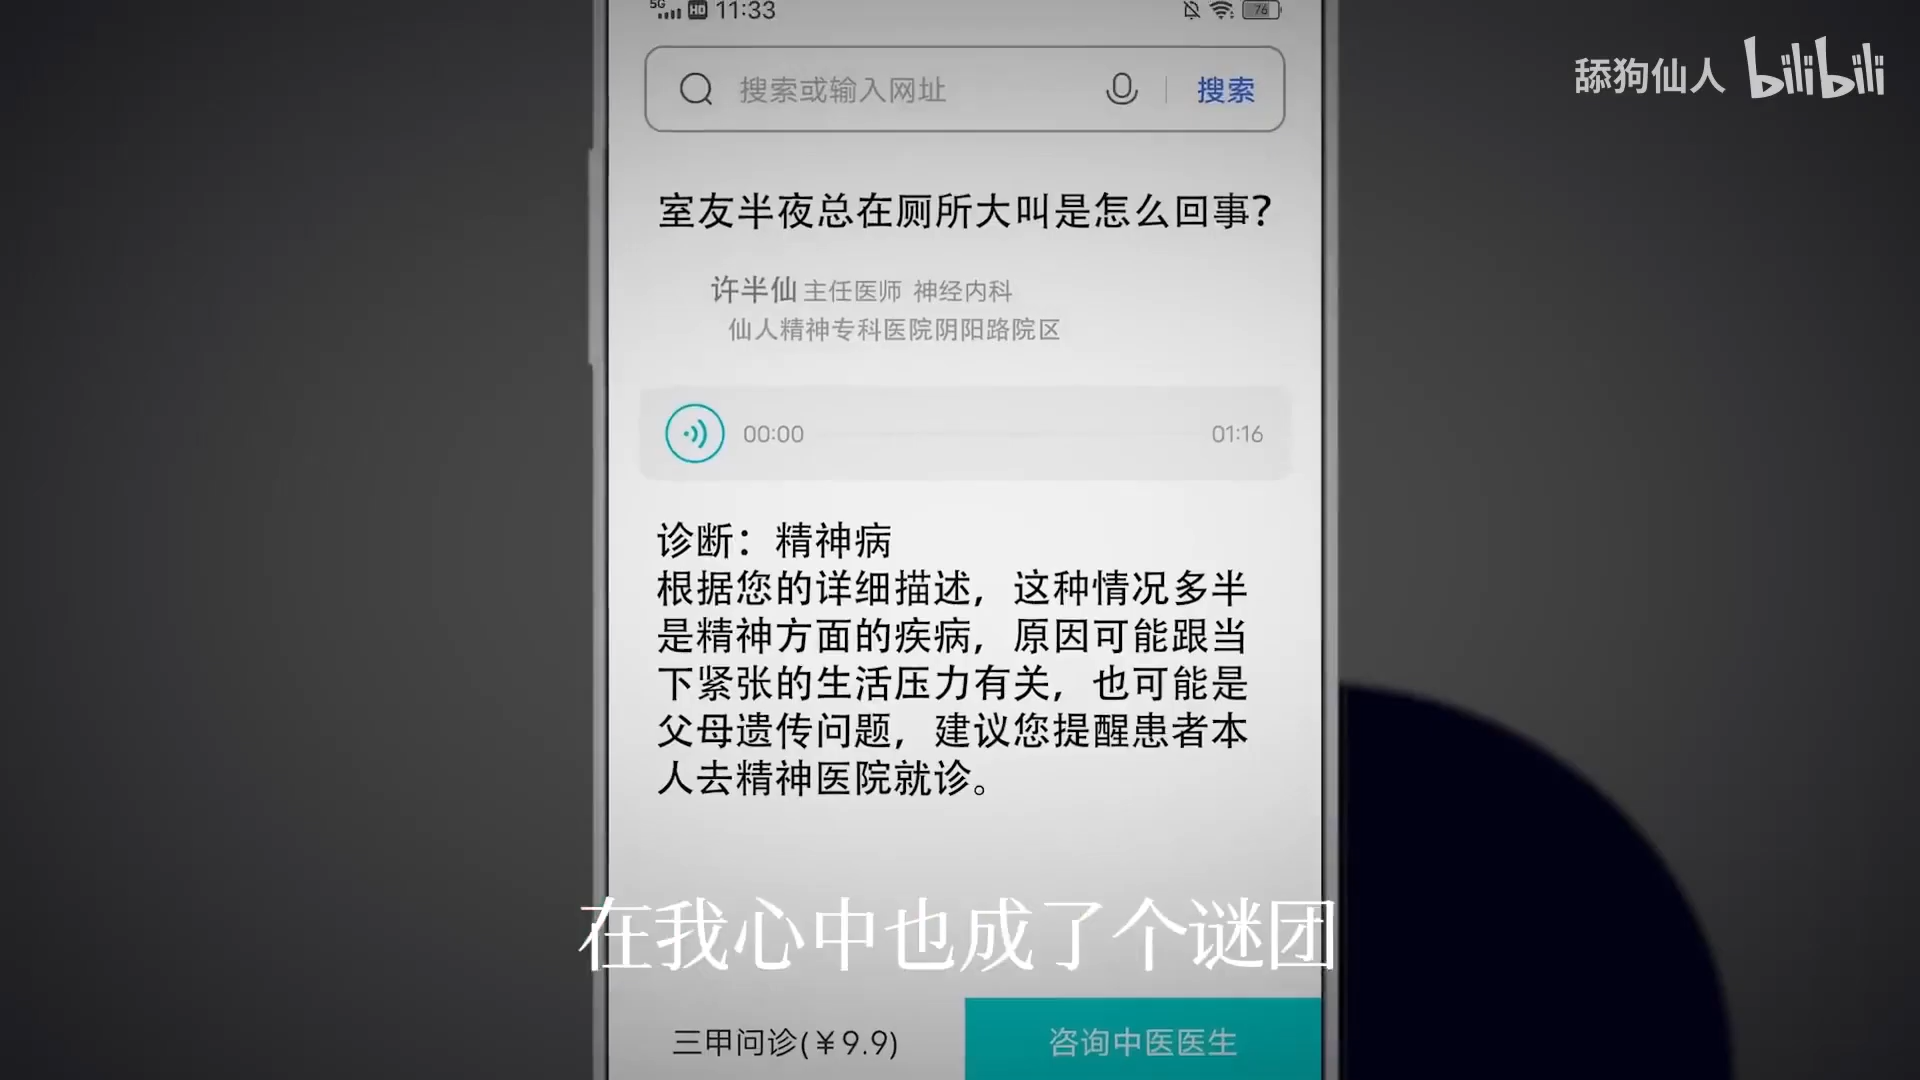 5G HD 11:33 76
舔狗仙人 bilibili
搜索或输入网址 搜索
室友半夜总在厕所大叫是怎么回事?
许半仙 主任医师 神经内科
仙人精神专科医院阴阳路院区
00:00 01:16
诊断：精神病
根据您的详细描述，这种情况多半
是精神方面的疾病，原因可能跟当
下紧张的生活压力有关，也可能是
父母遗传问题，建议您提醒患者本
人去精神医院就诊。
在我心中也成了个谜团
三甲问诊(￥9.9) 咨询中医医生